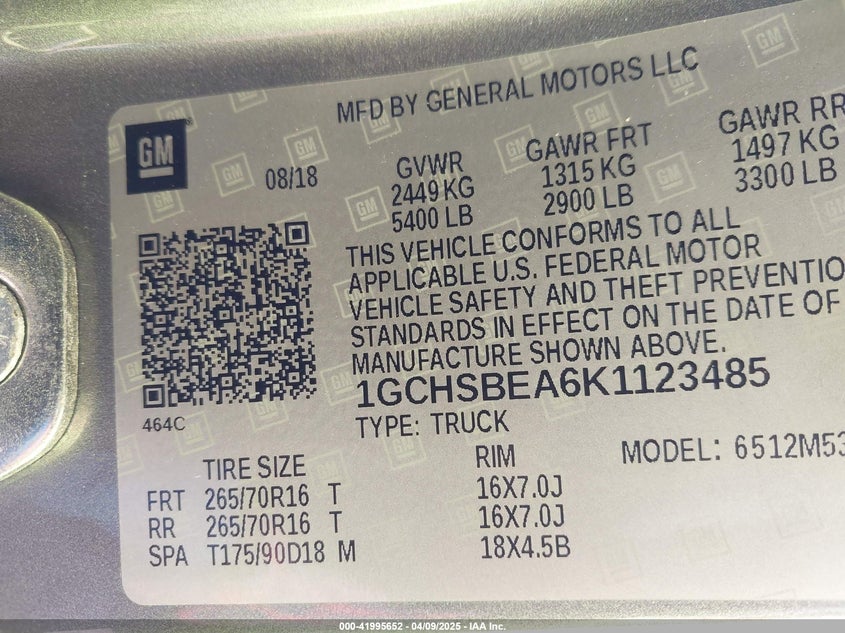 MFD BY GENERAL MOTORS LLC
GM
08/18
GVWR
2449 KG
5400 LB
GAWR FRT
1315 KG
2900 LB
GAWR RR
1497 KG
3300 LB
THIS VEHICLE CONFORMS TO ALL
APPLICABLE U.S. FEDERAL MOTOR
VEHICLE SAFETY AND THEFT PREVENTIO
STANDARDS IN EFFECT ON THE DATE OF
MANUFACTURE SHOWN ABOVE.
1GCHSBEA6K1123485
464C
TYPE: TRUCK
MODEL: 6512M53
TIRE SIZE RIM
FRT 265/70R16 T 16X7.0J
RR 265/70R16 T 16X7.0J
SPA T175/90D18 M 18X4.5B
000-41995652 - 04/09/2025 - IAA Inc.